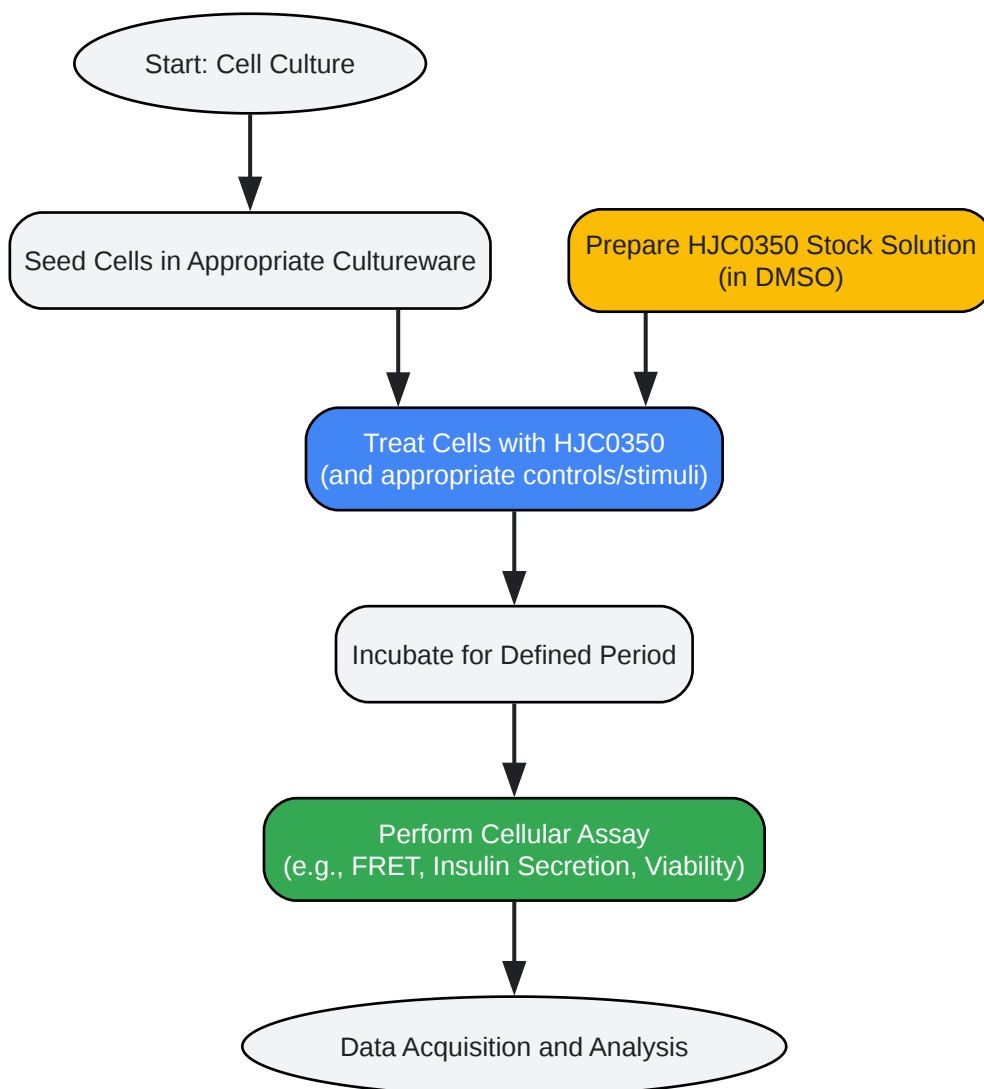 Start: Cell Culture
Seed Cells in Appropriate Cultureware
Prepare HJC0350 Stock Solution
(in DMSO)
Treat Cells with HJC0350
(and appropriate controls/stimuli)
Incubate for Defined Period
Perform Cellular Assay
(e.g., FRET, Insulin Secretion, Viability)
Data Acquisition and Analysis